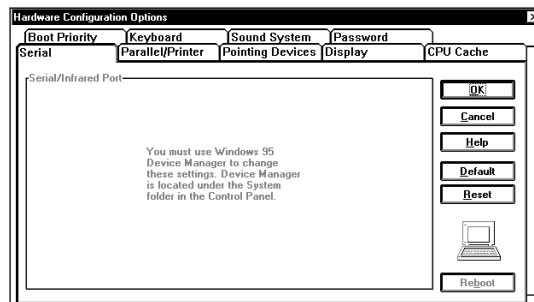 Hardware Configuration Options
Boot Priority Keyboard Sound System Password
Serial Parallel/Printer Pointing Devices Display CPU Cache
Serial/Infrared Port
You must use Windows 95
Device Manager to change
these settings. Device Manager
is located under the System
folder in the Control Panel.
OK
Cancel
Help
Default
Reset
Reboot